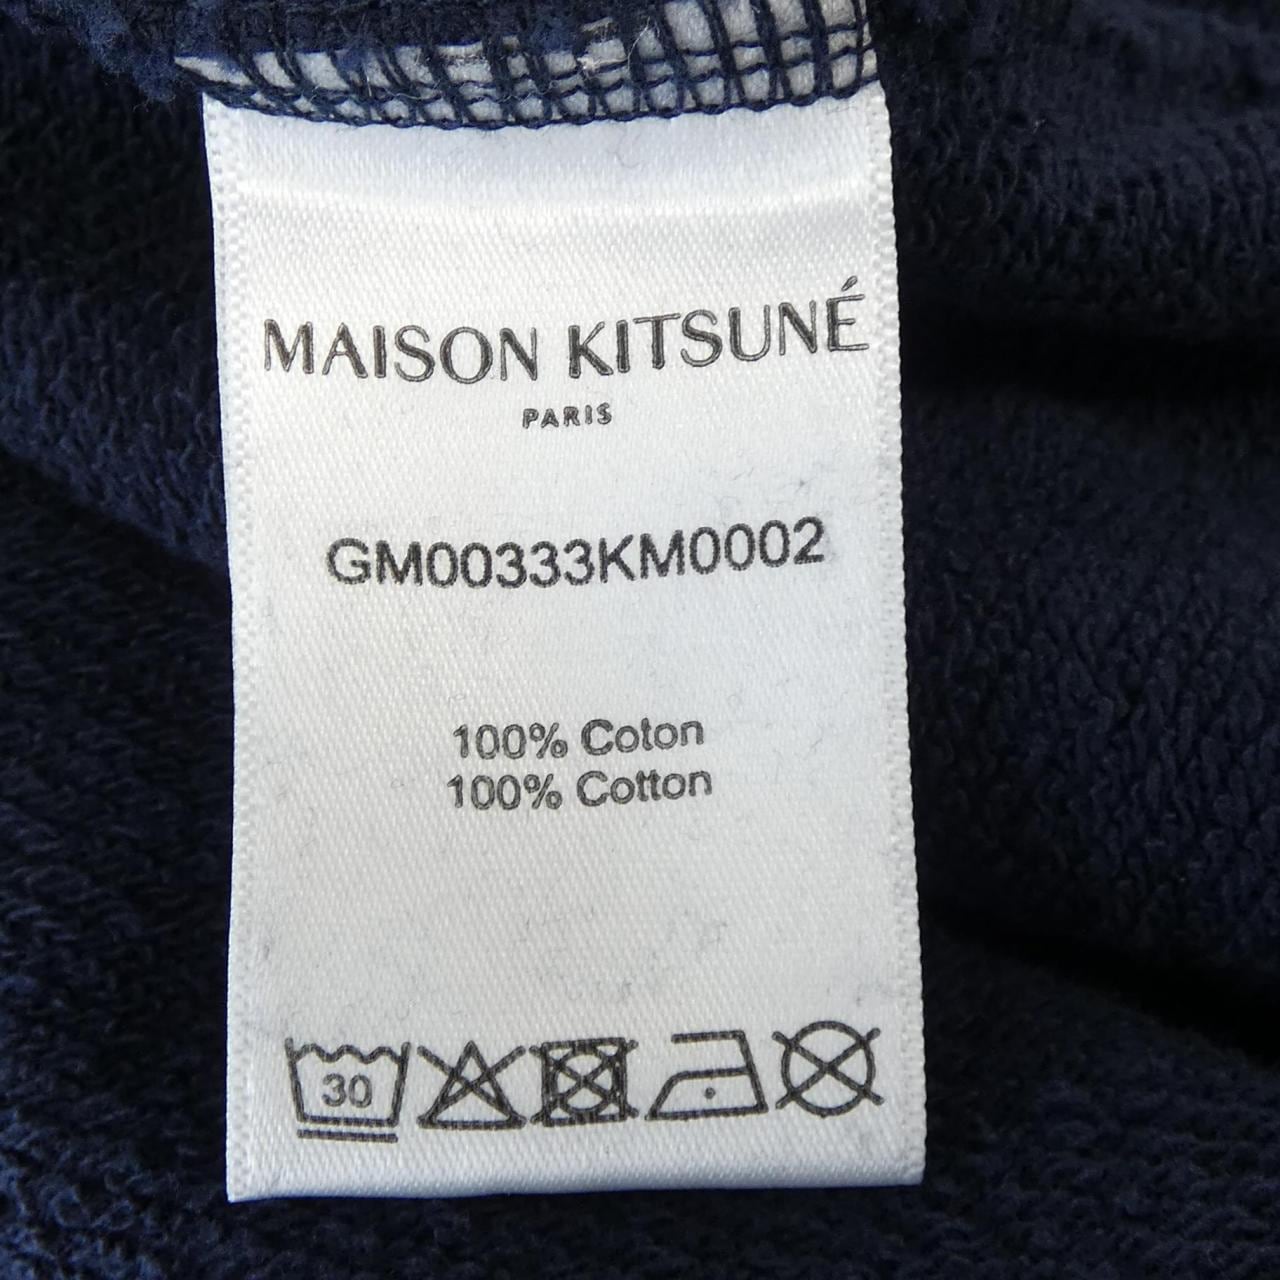 MAISON KITSUNÉ
PARIS
GM00333KM0002
100% Coton
100% Cotton
30